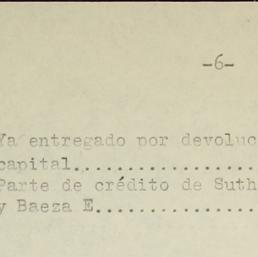 -6-
Ya entregado por devoluc
capital..................
Parte de crédito de Suth
y Baeza E................